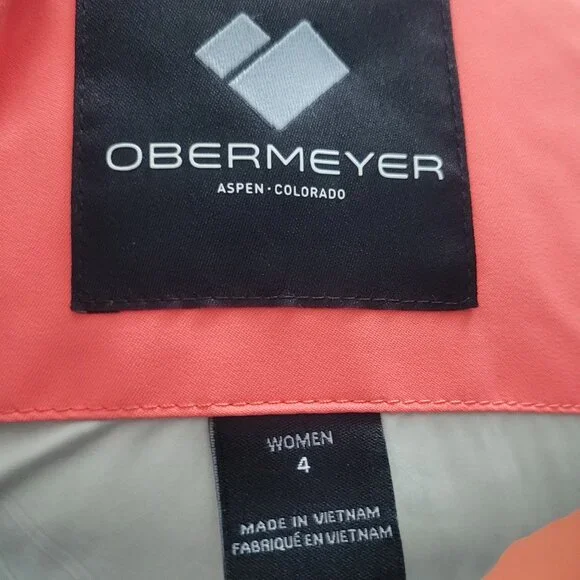 OBERMEYER
ASPEN · COLORADO
WOMEN
4
MADE IN VIETNAM
FABRIQUÉ EN VIETNAM